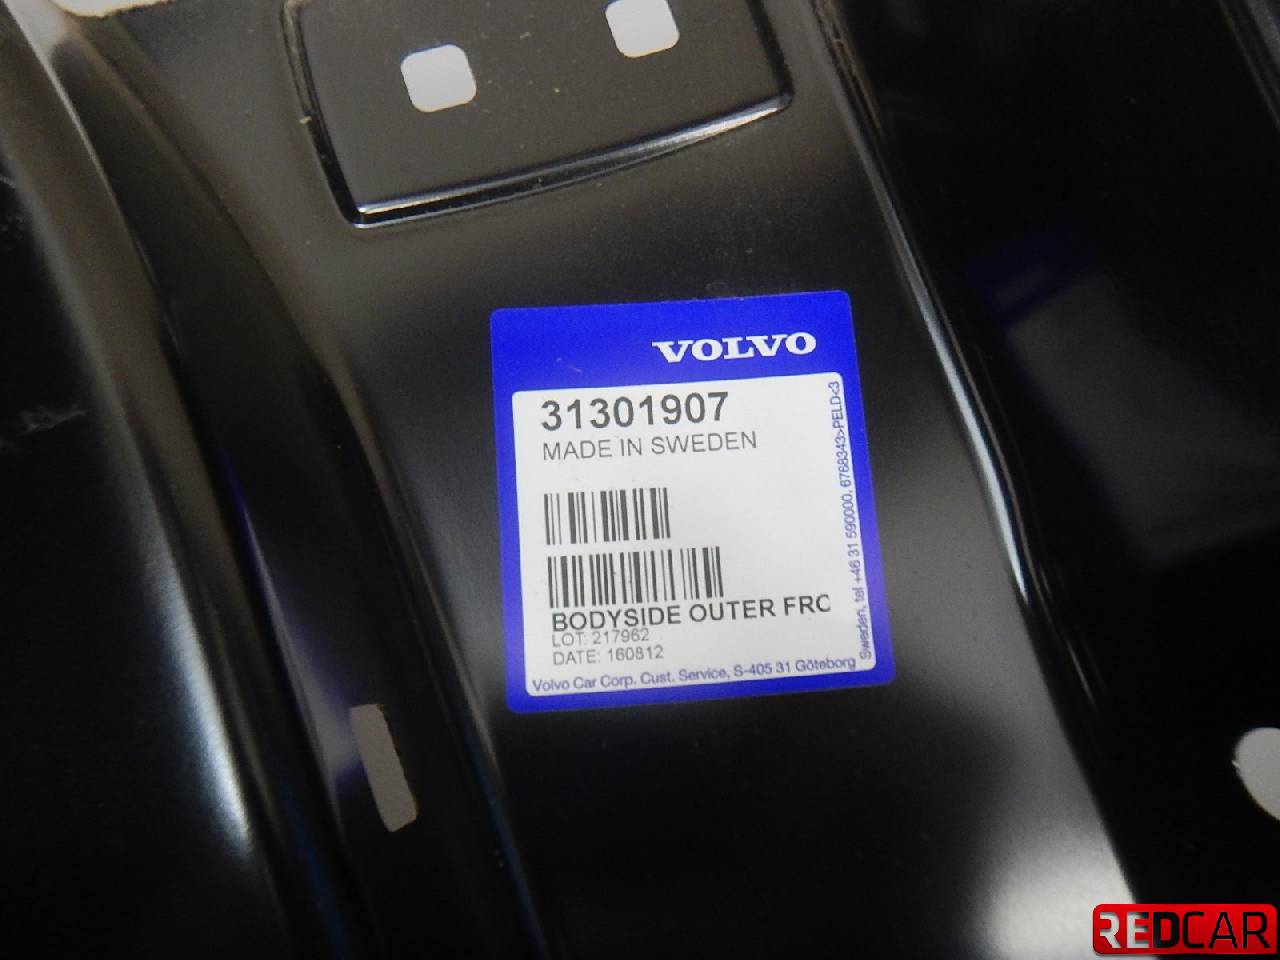 VOLVO
31301907
MADE IN SWEDEN
BODYSIDE OUTER FRC
LOT: 217962
DATE: 160812
Volvo Car Corp. Cust. Service, S-405 31 Göteborg
Sweden, tel +46 31 590000, 6768343>PELD<3
REDCAR